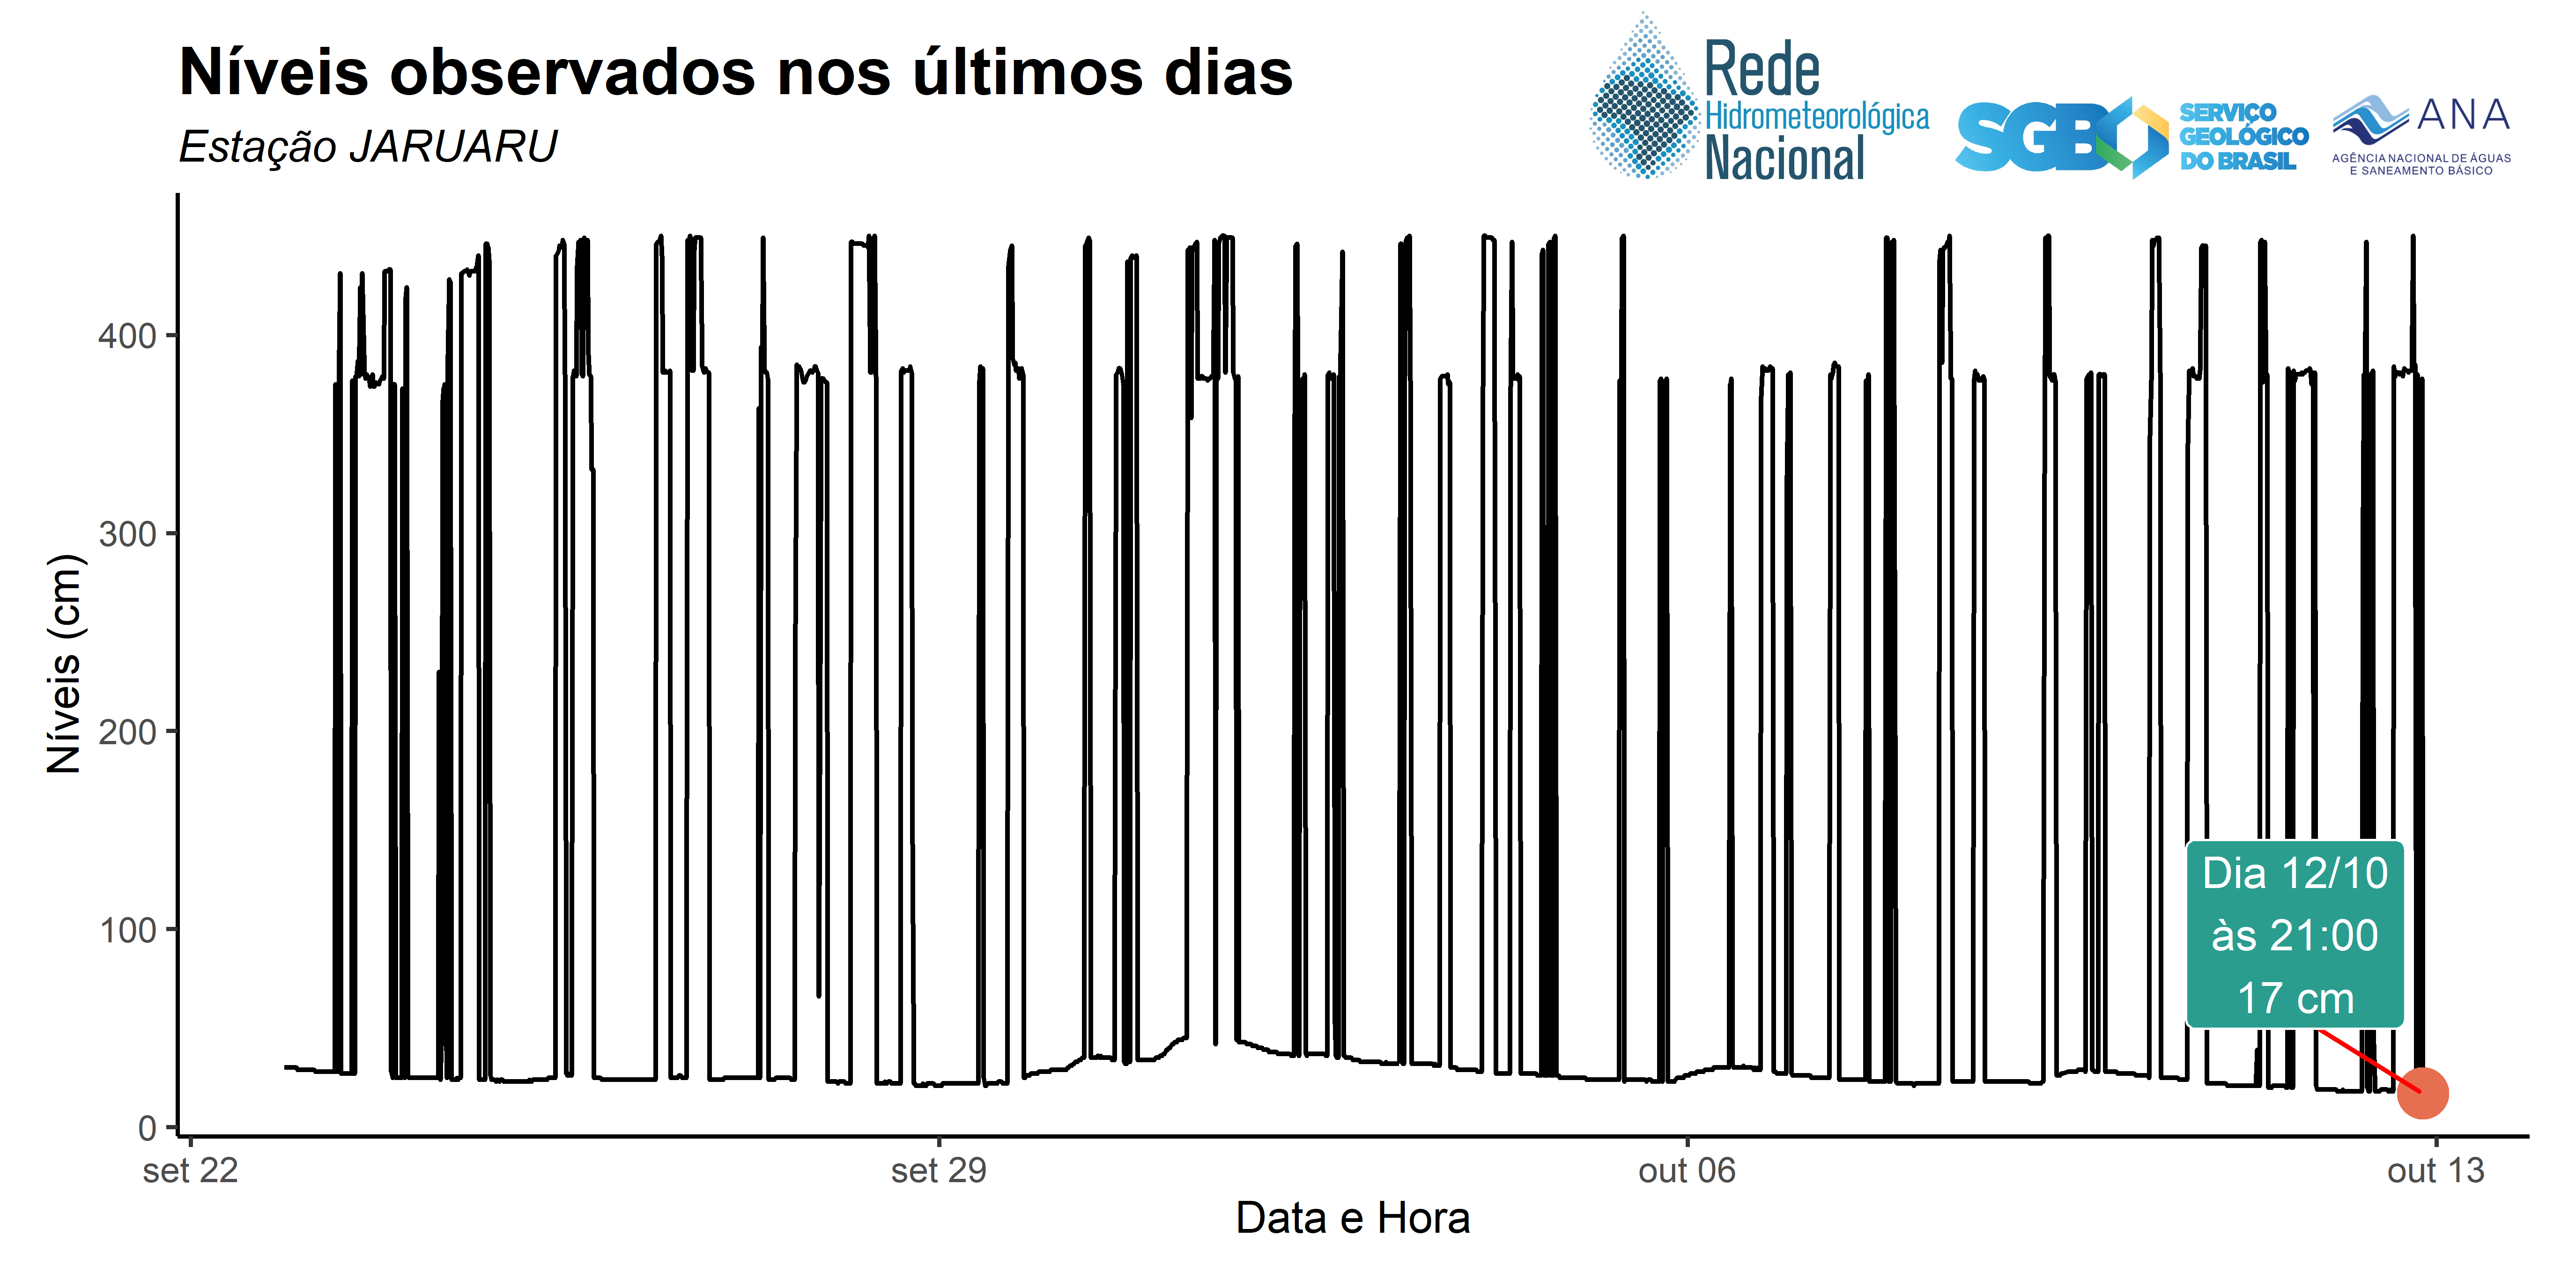 Níveis observados nos últimos dias
Estação JARUARU
Rede
Hidrometeorológica
Nacional
SGB
SERVIÇO
GEOLÓGICO
DO BRASIL
ANA
AGÊNCIA NACIONAL DE ÁGUAS
E SANEAMENTO BÁSICO
Níveis (cm)
400
300
200
100
0
Dia 12/10
às 21:00
17 cm
set 22
set 29
out 06
out 13
Data e Hora